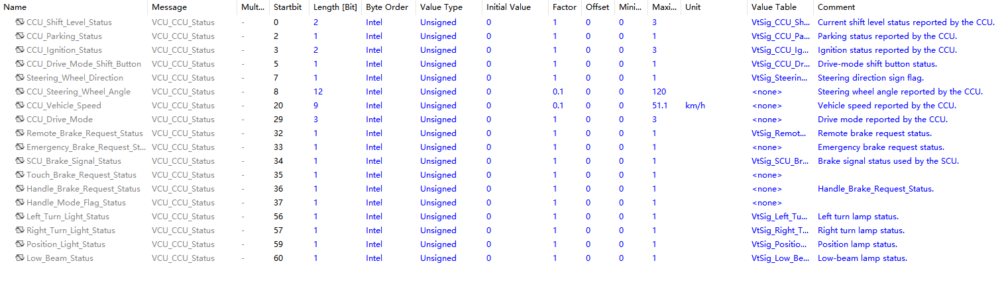 Name Message Mult... Startbit Length [Bit] Byte Order Value Type Initial Value Factor Offset Mini... Maxi... Unit Value Table Comment
CCU_Shift_Level_Status VCU_CCU_Status - 0 2 Intel Unsigned 0 1 0 0 3 VtSig_CCU_Sh... Current shift level status reported by the CCU.
CCU_Parking_Status VCU_CCU_Status - 2 1 Intel Unsigned 0 1 0 0 1 VtSig_CCU_Pa... Parking status reported by the CCU.
CCU_Ignition_Status VCU_CCU_Status - 3 2 Intel Unsigned 0 1 0 0 3 VtSig_CCU_Ig... Ignition status reported by the CCU.
CCU_Drive_Mode_Shift_Button VCU_CCU_Status - 5 1 Intel Unsigned 0 1 0 0 1 VtSig_CCU_Dr... Drive-mode shift button status.
Steering_Wheel_Direction VCU_CCU_Status - 7 1 Intel Unsigned 0 1 0 0 1 VtSig_Steerin... Steering direction sign flag.
CCU_Steering_Wheel_Angle VCU_CCU_Status - 8 12 Intel Unsigned 0 0.1 0 0 120 <none> Steering wheel angle reported by the CCU.
CCU_Vehicle_Speed VCU_CCU_Status - 20 9 Intel Unsigned 0 0.1 0 0 51.1 km/h <none> Vehicle speed reported by the CCU.
CCU_Drive_Mode VCU_CCU_Status - 29 3 Intel Unsigned 0 1 0 0 3 <none> Drive mode reported by the CCU.
Remote_Brake_Request_Status VCU_CCU_Status - 32 1 Intel Unsigned 0 1 0 0 1 VtSig_Remot... Remote brake request status.
Emergency_Brake_Request_St... VCU_CCU_Status - 33 1 Intel Unsigned 0 1 0 0 1 <none> Emergency brake request status.
SCU_Brake_Signal_Status VCU_CCU_Status - 34 1 Intel Unsigned 0 1 0 0 1 VtSig_SCU_Br... Brake signal status used by the SCU.
Touch_Brake_Request_Status VCU_CCU_Status - 35 1 Intel Unsigned 0 1 0 0 1 <none>
Handle_Brake_Request_Status VCU_CCU_Status - 36 1 Intel Unsigned 0 1 0 0 1 <none> Handle_Brake_Request_Status.
Handle_Mode_Flag_Status VCU_CCU_Status - 37 1 Intel Unsigned 0 1 0 0 1 <none>
Left_Turn_Light_Status VCU_CCU_Status - 56 1 Intel Unsigned 0 1 0 0 1 VtSig_Left_Tu... Left turn lamp status.
Right_Turn_Light_Status VCU_CCU_Status - 57 1 Intel Unsigned 0 1 0 0 1 VtSig_Right_T... Right turn lamp status.
Position_Light_Status VCU_CCU_Status - 59 1 Intel Unsigned 0 1 0 0 1 VtSig_Positio... Position lamp status.
Low_Beam_Status VCU_CCU_Status - 60 1 Intel Unsigned 0 1 0 0 1 VtSig_Low_Be... Low-beam lamp status.